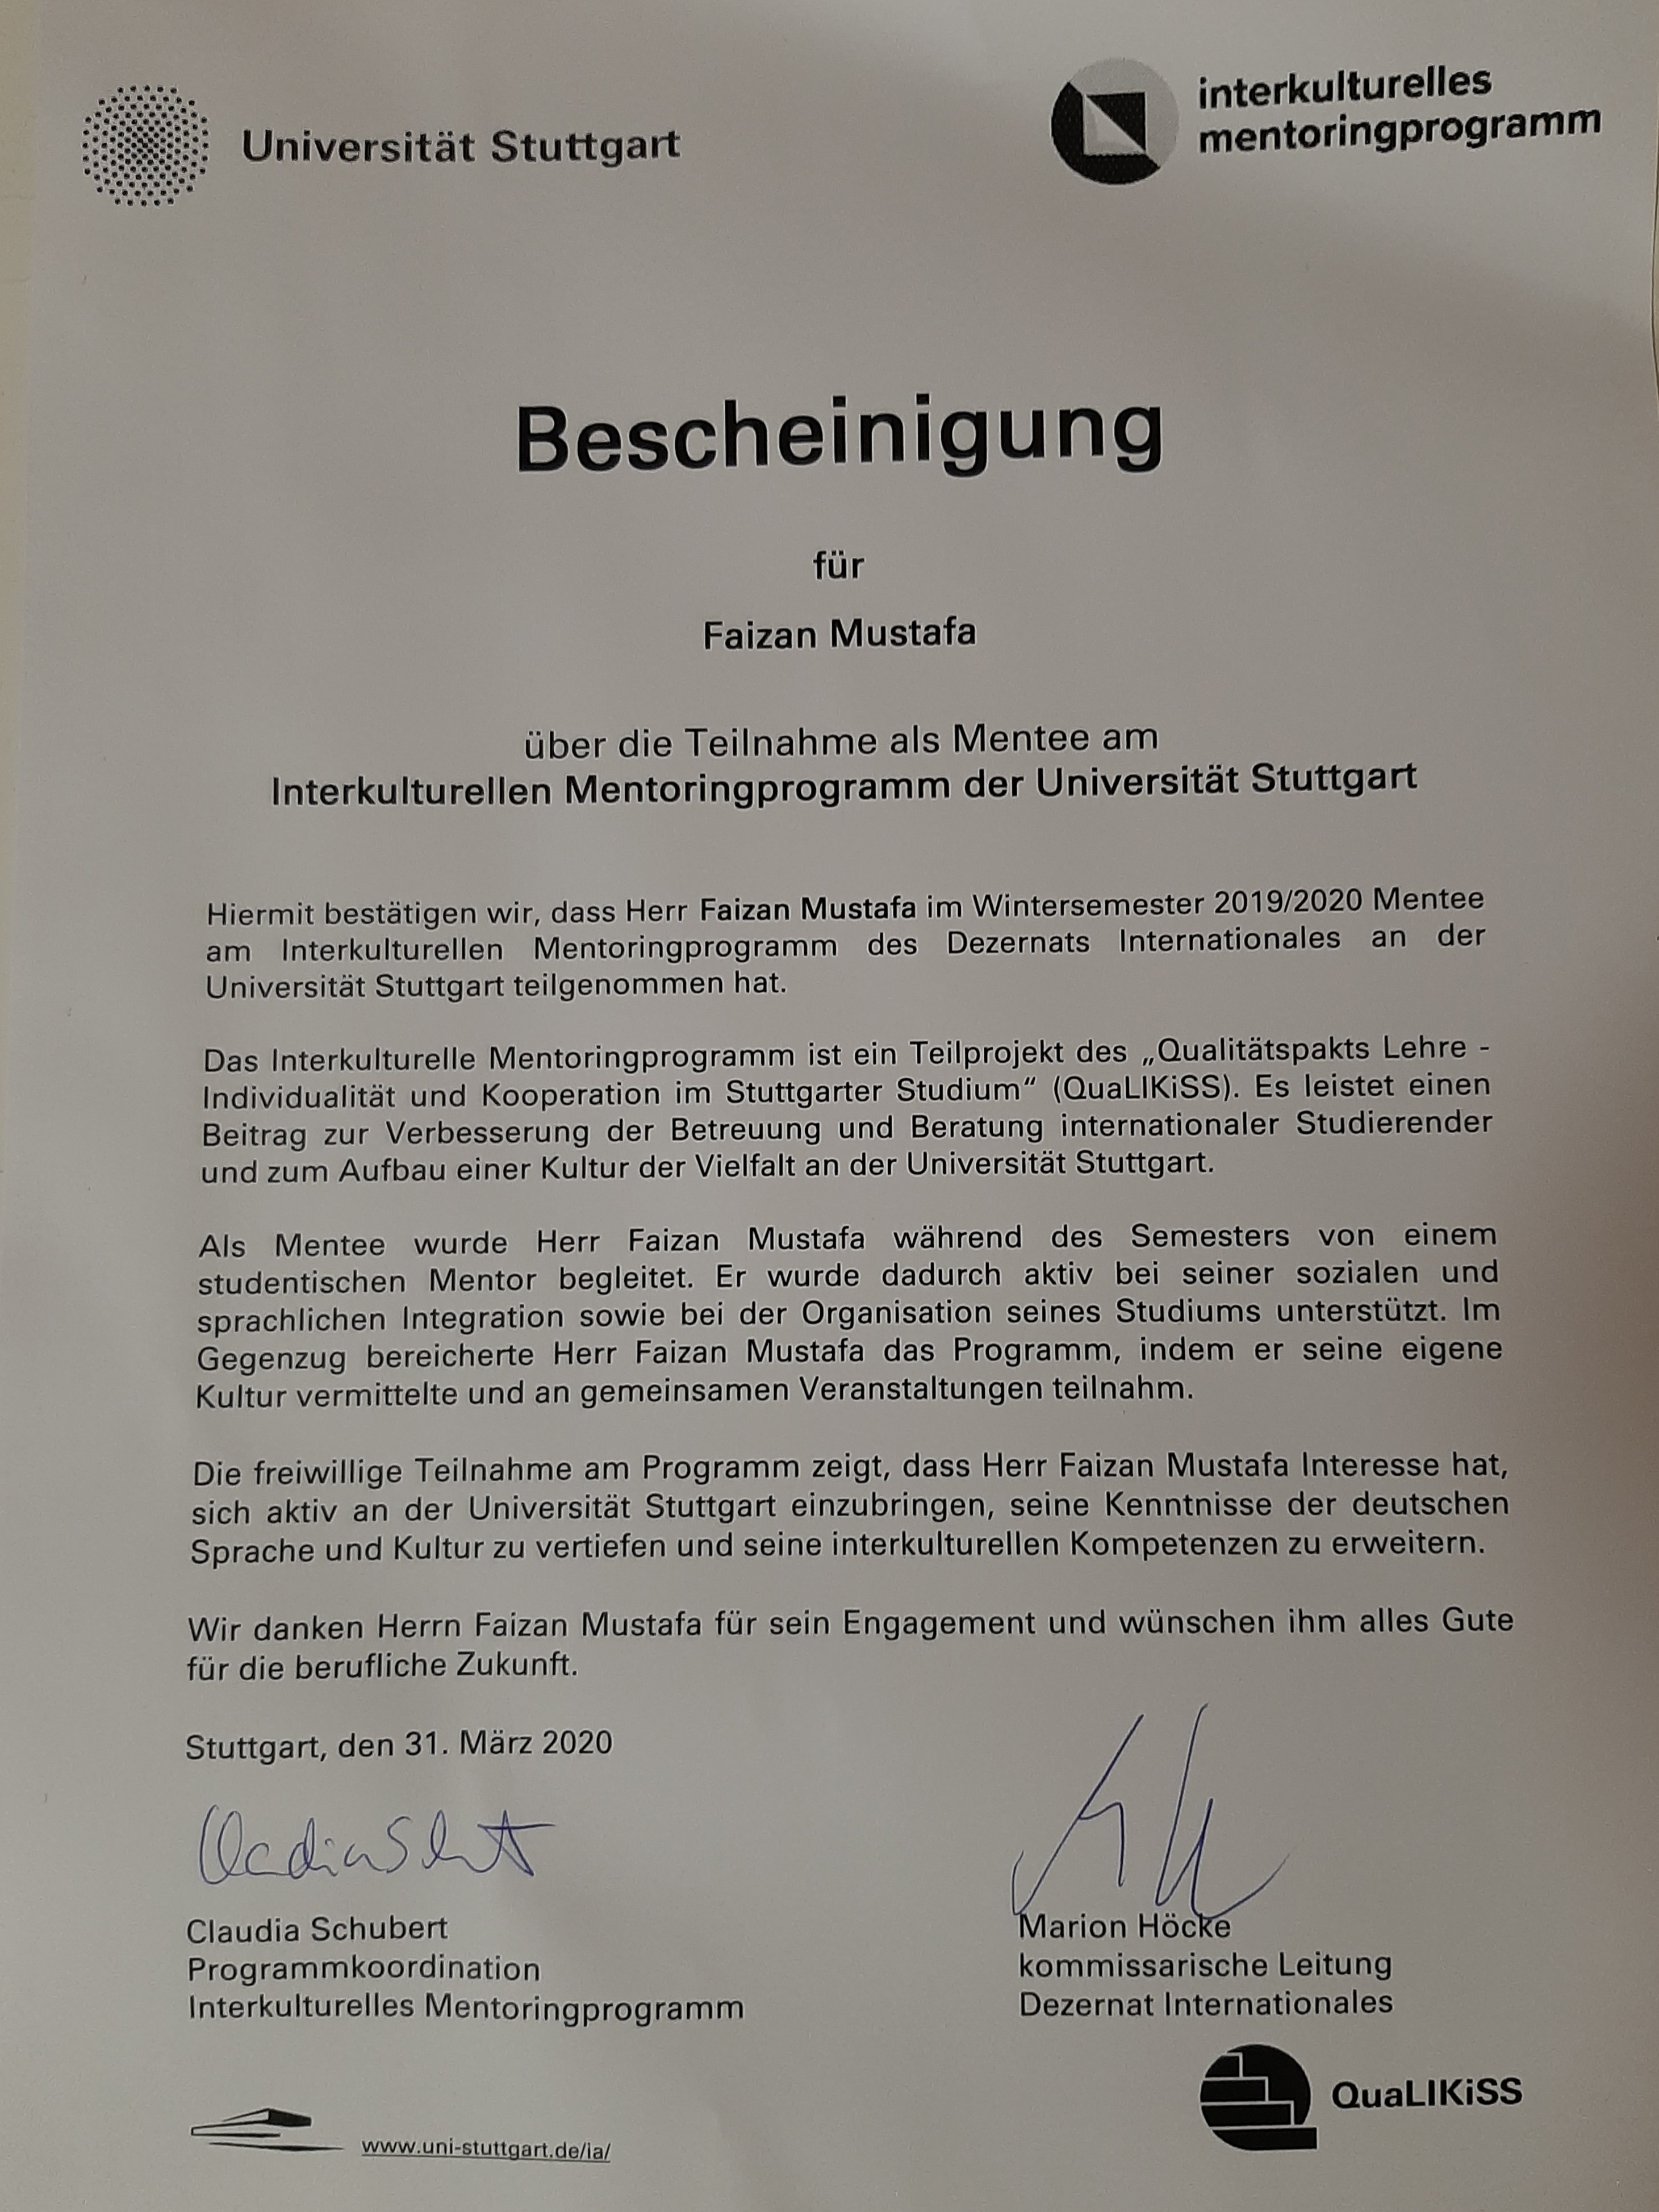 Universität Stuttgart
interkulturelles
mentoringprogramm
Bescheinigung
für
Faizan Mustafa
über die Teilnahme als Mentee am
Interkulturellen Mentoringprogramm der Universität Stuttgart
Hiermit bestätigen wir, dass Herr Faizan Mustafa im Wintersemester 2019/2020 Mentee
am Interkulturellen Mentoringprogramm des Dezernats Internationales an der
Universität Stuttgart teilgenommen hat.
Das Interkulturelle Mentoringprogramm ist ein Teilprojekt des „Qualitätspakts Lehre -
Individualität und Kooperation im Stuttgarter Studium“ (QuaLIKiSS). Es leistet einen
Beitrag zur Verbesserung der Betreuung und Beratung internationaler Studierender
und zum Aufbau einer Kultur der Vielfalt an der Universität Stuttgart.
Als Mentee wurde Herr Faizan Mustafa während des Semesters von einem
studentischen Mentor begleitet. Er wurde dadurch aktiv bei seiner sozialen und
sprachlichen Integration sowie bei der Organisation seines Studiums unterstützt. Im
Gegenzug bereicherte Herr Faizan Mustafa das Programm, indem er seine eigene
Kultur vermittelte und an gemeinsamen Veranstaltungen teilnahm.
Die freiwillige Teilnahme am Programm zeigt, dass Herr Faizan Mustafa Interesse hat,
sich aktiv an der Universität Stuttgart einzubringen, seine Kenntnisse der deutschen
Sprache und Kultur zu vertiefen und seine interkulturellen Kompetenzen zu erweitern.
Wir danken Herrn Faizan Mustafa für sein Engagement und wünschen ihm alles Gute
für die berufliche Zukunft.
Stuttgart, den 31. März 2020
Claudia Schubert
Programmkoordination
Interkulturelles Mentoringprogramm
Marion Höcke
kommissarische Leitung
Dezernat Internationales
www.uni-stuttgart.de/ia/
QuaLIKiSS